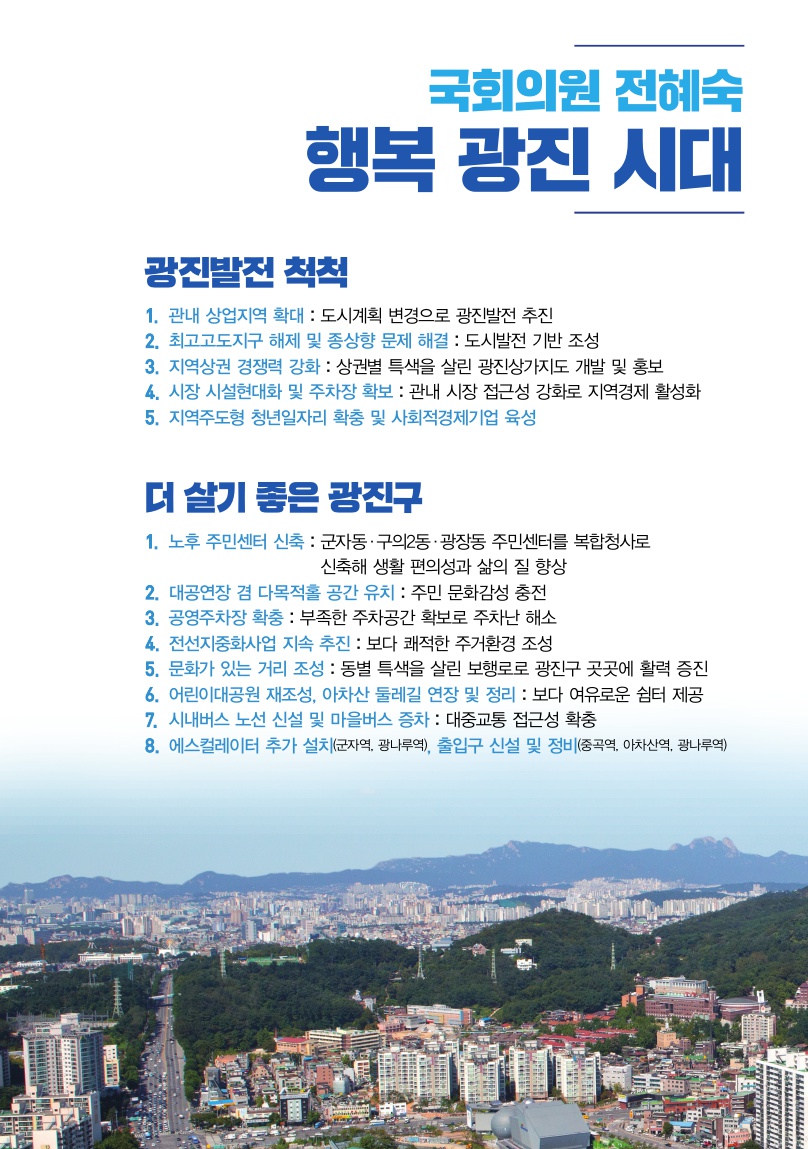 국회의원 전혜숙
행복 광진 시대
광진발전 척척
1. 관내 상업지역 확대 : 도시계획 변경으로 광진발전 추진
2. 최고고도지구 해제 및 종상향 문제 해결 : 도시발전 기반 조성
3. 지역상권 경쟁력 강화 : 상권별 특색을 살린 광진상가지도 개발 및 홍보
4. 시장 시설현대화 및 주차장 확보 : 관내 시장 접근성 강화로 지역경제 활성화
5. 지역주도형 청년일자리 확충 및 사회적경제기업 육성
더 살기 좋은 광진구
1. 노후 주민센터 신축 : 군자동·구의2동·광장동 주민센터를 복합청사로
신축해 생활 편의성과 삶의 질 향상
2. 대공연장 겸 다목적홀 공간 유치 : 주민 문화감성 충전
3. 공영주차장 확충 : 부족한 주차공간 확보로 주차난 해소
4. 전선지중화사업 지속 추진 : 보다 쾌적한 주거환경 조성
5. 문화가 있는 거리 조성 : 동별 특색을 살린 보행로로 광진구 곳곳에 활력 증진
6. 어린이대공원 재조성, 아차산 둘레길 연장 및 정리 : 보다 여유로운 쉼터 제공
7. 시내버스 노선 신설 및 마을버스 증차 : 대중교통 접근성 확충
8. 에스컬레이터 추가 설치(군자역, 광나루역), 출입구 신설 및 정비(중곡역, 아차산역, 광나루역)